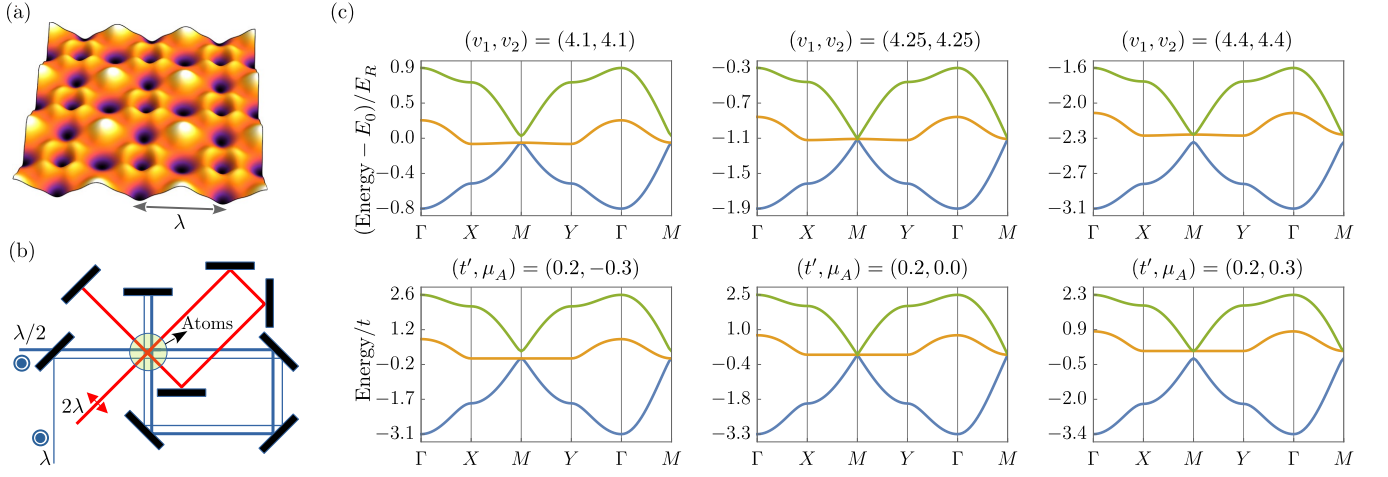 (a)
λ
(b)
λ/2
Atoms
2λ
λ
(c)
(v₁, v₂) = (4.1, 4.1)
(Energy − E₀)/E_R
0.9
0.5
0.0
−0.4
−0.8
Γ X M Y Γ M
(v₁, v₂) = (4.25, 4.25)
−0.3
−0.7
−1.1
−1.5
−1.9
Γ X M Y Γ M
(v₁, v₂) = (4.4, 4.4)
−1.6
−2.0
−2.3
−2.7
−3.1
Γ X M Y Γ M
(t′, μ_A) = (0.2, −0.3)
Energy/t
2.6
1.2
−0.2
−1.7
−3.1
Γ X M Y Γ M
(t′, μ_A) = (0.2, 0.0)
2.5
1.0
−0.4
−1.8
−3.3
Γ X M Y Γ M
(t′, μ_A) = (0.2, 0.3)
2.3
0.9
−0.5
−2.0
−3.4
Γ X M Y Γ M